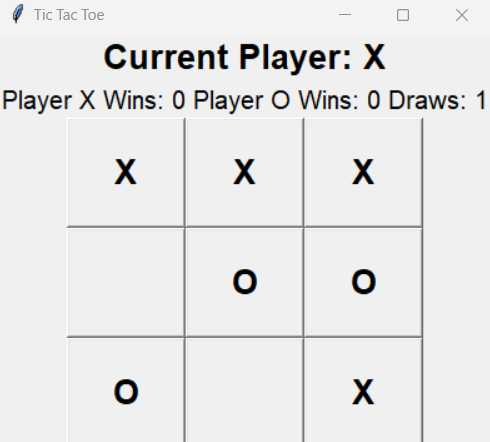 Tic Tac Toe
Current Player: X
Player X Wins: 0 Player O Wins: 0 Draws: 1
X X X
O O
O X